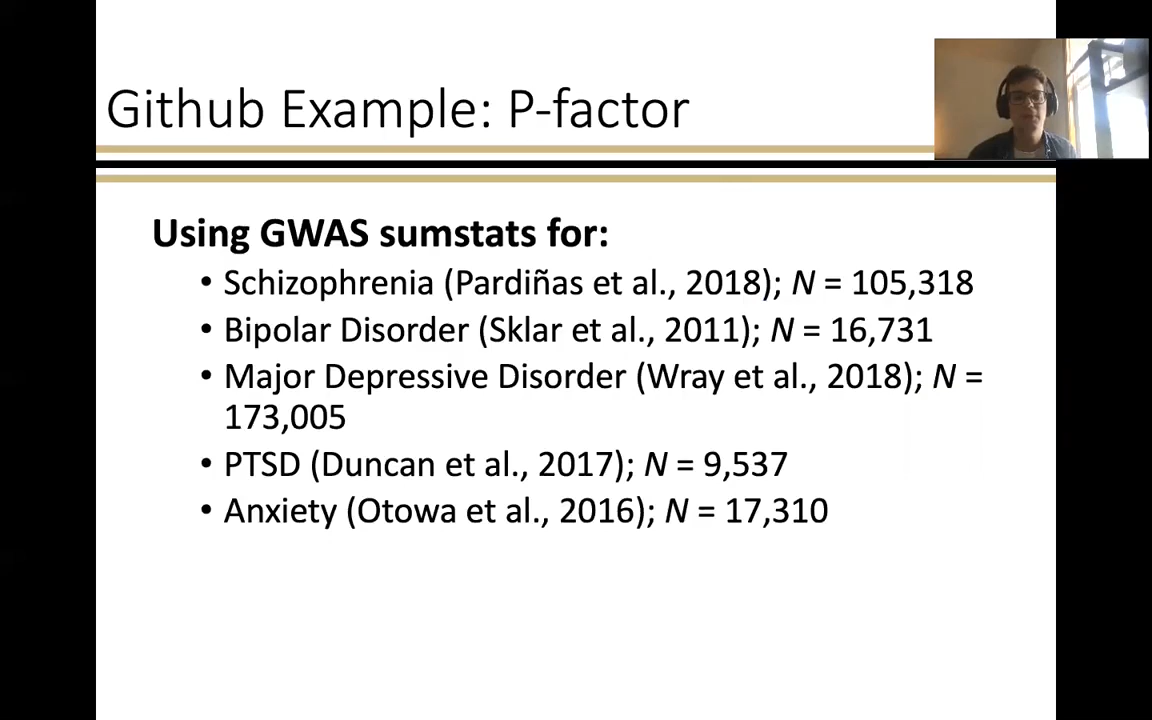 Github Example: P-factor
Using GWAS sumstats for:
• Schizophrenia (Pardiñas et al., 2018); N = 105,318
• Bipolar Disorder (Sklar et al., 2011); N = 16,731
• Major Depressive Disorder (Wray et al., 2018); N =
173,005
• PTSD (Duncan et al., 2017); N = 9,537
• Anxiety (Otowa et al., 2016); N = 17,310